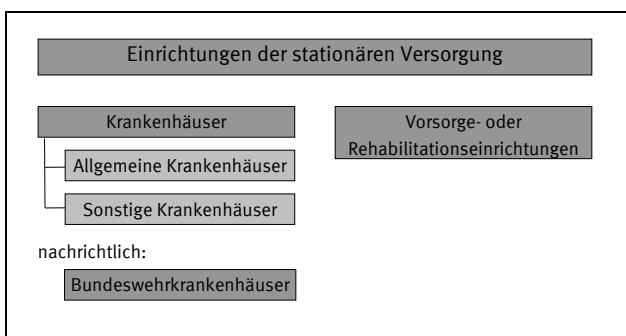 Einrichtungen der stationären Versorgung
Krankenhäuser
Allgemeine Krankenhäuser
Sonstige Krankenhäuser
nachrichtlich:
Bundeswehrkrankenhäuser
Vorsorge- oder
Rehabilitationseinrichtungen